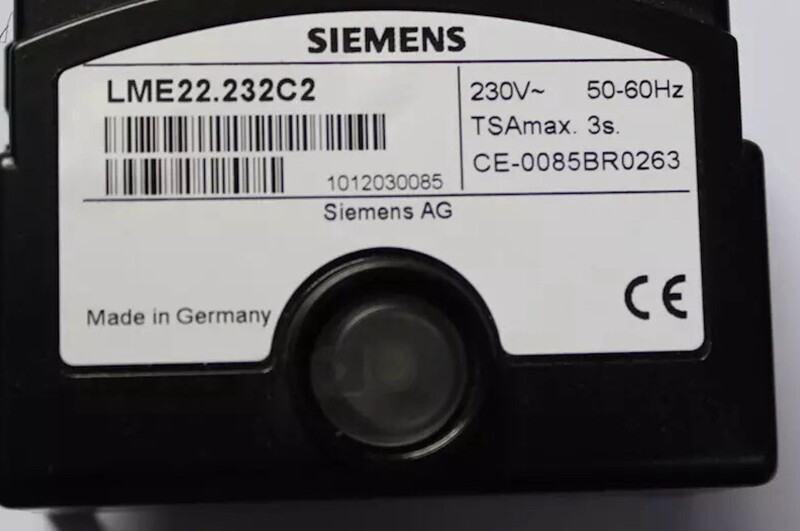 SIEMENS
LME22.232C2
230V~ 50-60Hz
TSAmax. 3s.
CE-0085BR0263
1012030085
Siemens AG
Made in Germany
CE